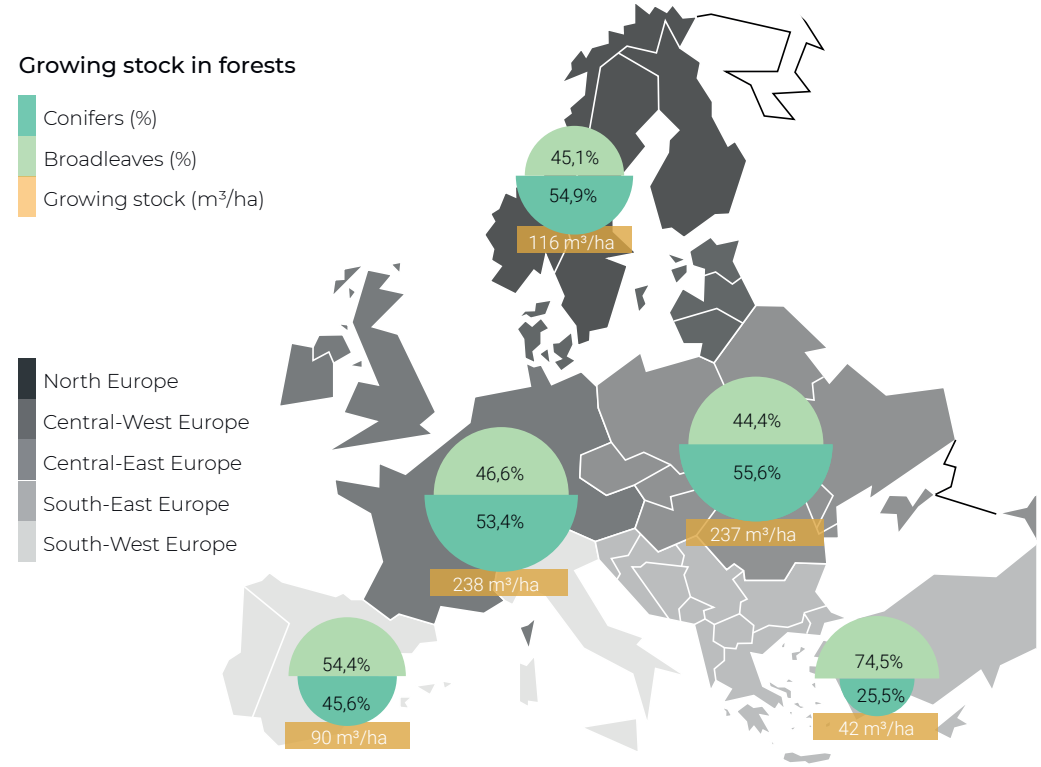 Growing stock in forests
Conifers (%)
Broadleaves (%)
Growing stock (m³/ha)
North Europe
Central-West Europe
Central-East Europe
South-East Europe
South-West Europe
45,1%
54,9%
116 m³/ha
44,4%
55,6%
237 m³/ha
46,6%
53,4%
238 m³/ha
54,4%
45,6%
90 m³/ha
74,5%
25,5%
42 m³/ha